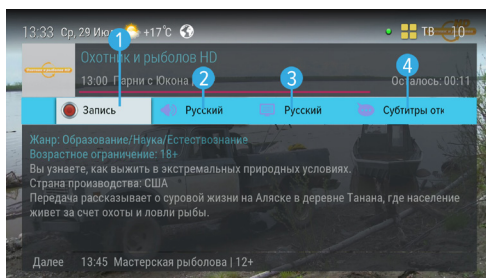 13:33 Ср, 29 Июл +17°C ТВ 10
1
Охотник и рыболов HD
2 3 4
13:00 Парни с Юкона Осталось: 00:11
Запись Русский Русский Субтитры отк
Жанр: Образование/Наука/Естествознание
Возрастное ограничение: 18+
Вы узнаете, как выжить в экстремальных природных условиях.
Страна производства: США
Передача рассказывает о суровой жизни на Аляске в деревне Танана, где население
живет за счет охоты и ловли рыбы.
Далее 13:45 Мастерская рыболова | 12+